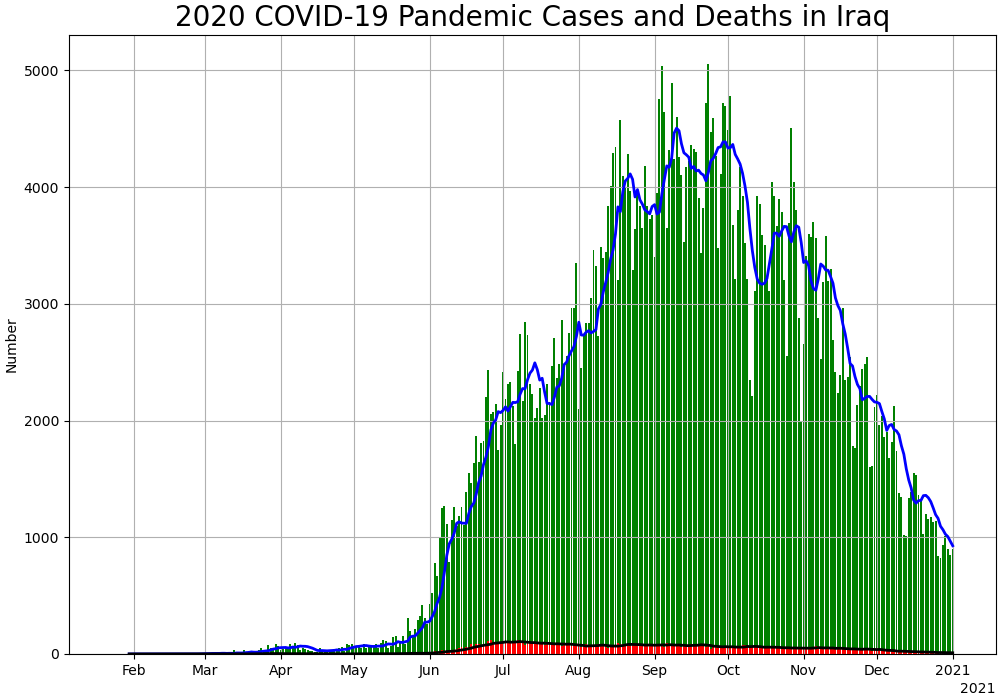 2020 COVID-19 Pandemic Cases and Deaths in Iraq
5000
4000
3000
2000
1000
0
Number
Feb Mar Apr May Jun Jul Aug Sep Oct Nov Dec 2021
2021